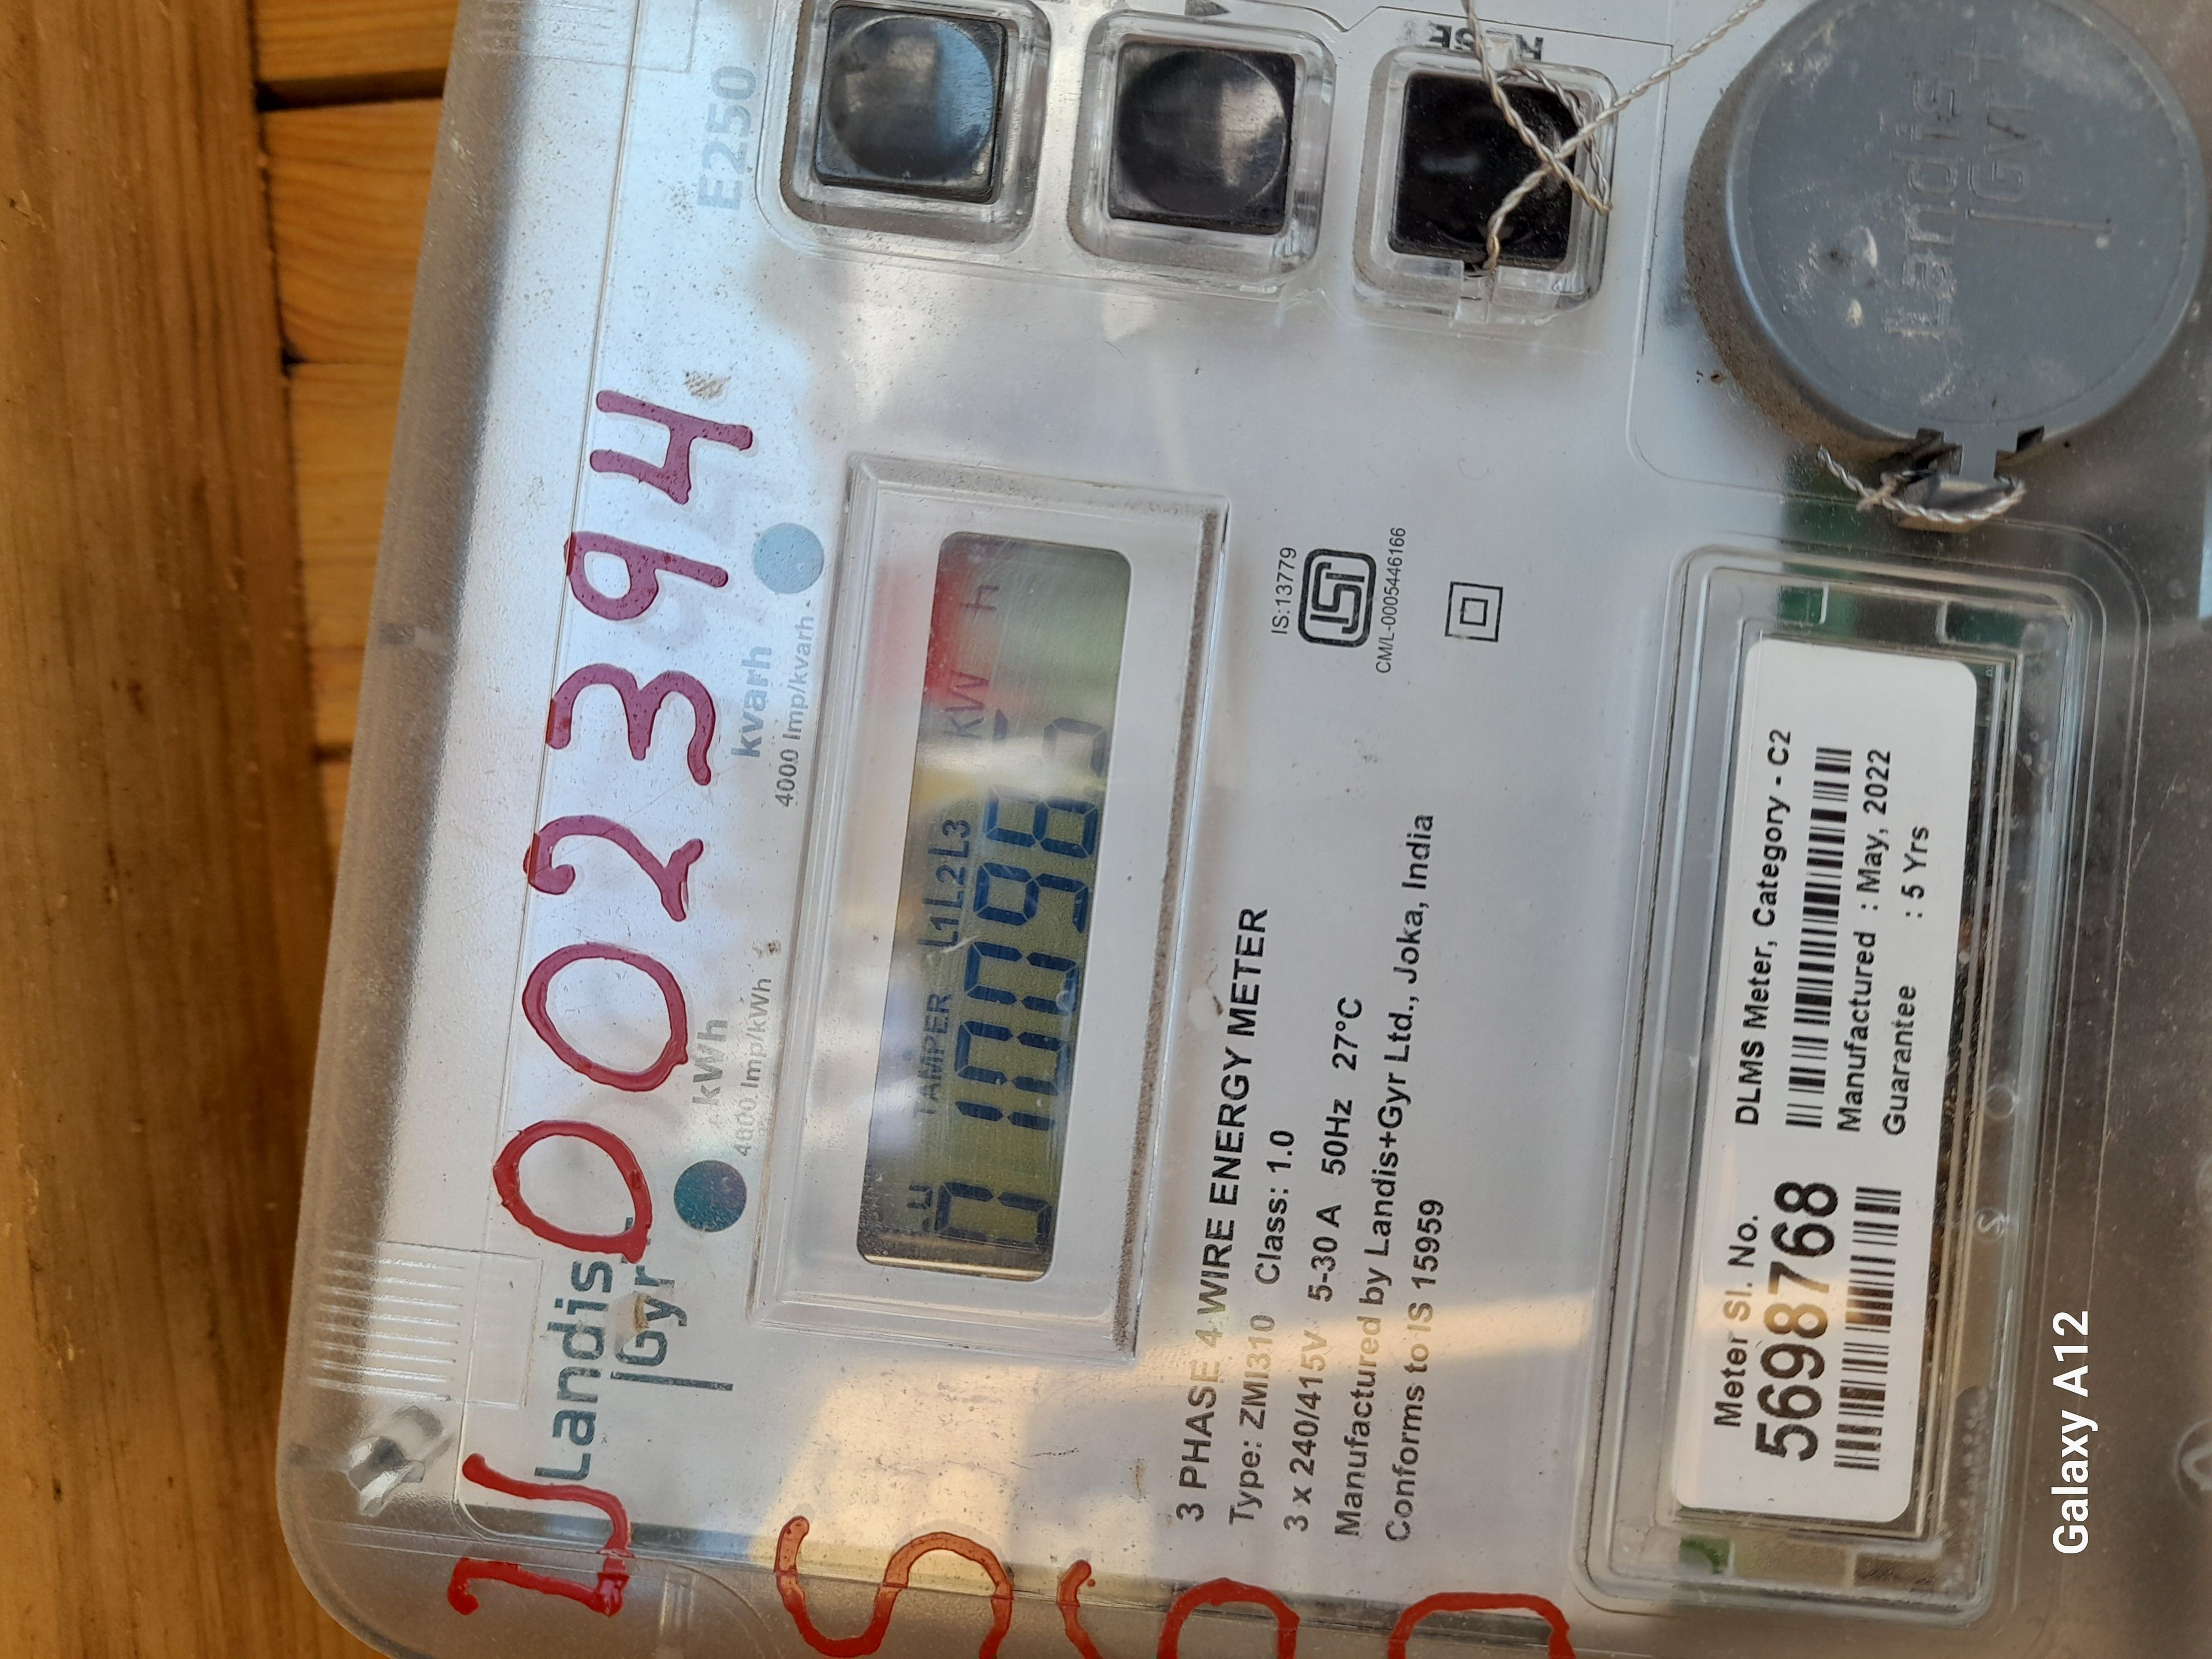 Landis
Gyr
E250
002394
kWh
4000 Imp/kWh
kvarh
4000 Imp/kvarh
TAMPER L1L2L3
kW h
3 PHASE 4 WIRE ENERGY METER
Type: ZMI310 Class: 1.0
3 x 240/415V 5-30 A 50Hz 27°C
Manufactured by Landis+Gyr Ltd., Joka, India
Conforms to IS 15959
IS:13779
CM/L-0005446166
Meter Sl. No.
5698768
DLMS Meter, Category - C2
Manufactured : May, 2022
Guarantee : 5 Yrs
Landis
Gyr+
Galaxy A12